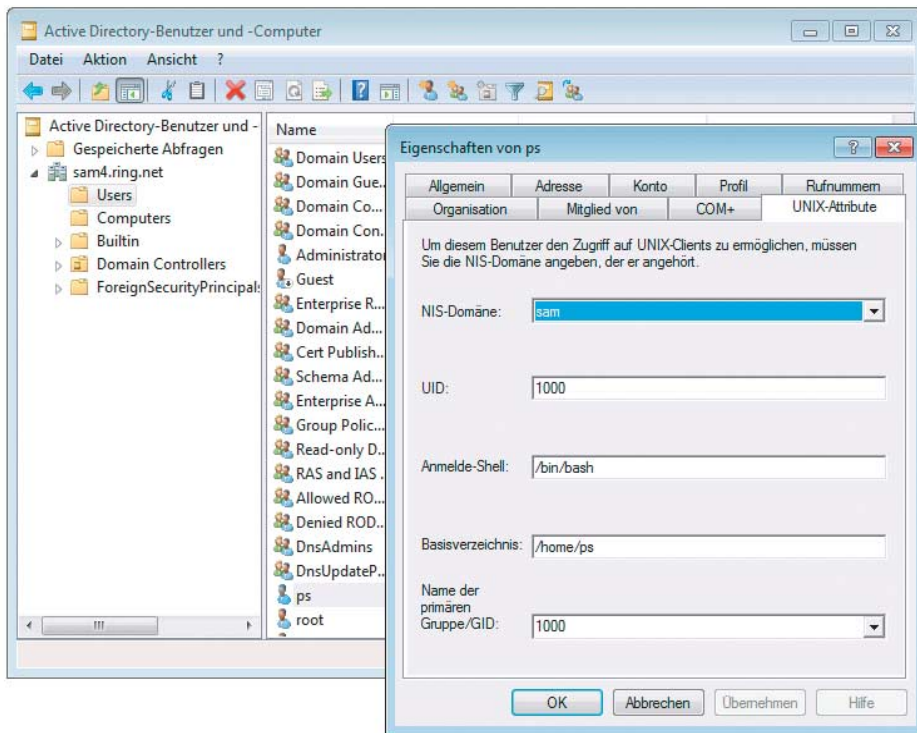 Active Directory-Benutzer und -Computer
Datei Aktion Ansicht ?
Active Directory-Benutzer und -
Gespeicherte Abfragen
sam4.ring.net
Users
Computers
Builtin
Domain Controllers
ForeignSecurityPrincipals
Name
Domain Users
Domain Gue...
Domain Co...
Domain Con...
Administrator
Guest
Enterprise R...
Domain Ad...
Cert Publish...
Schema Ad...
Enterprise A...
Group Polic...
Read-only D...
RAS and IAS ...
Allowed RO...
Denied ROD...
DnsAdmins
DnsUpdateP...
ps
root
Eigenschaften von ps
Allgemein Adresse Konto Profil Rufnummern
Organisation Mitglied von COM+ UNIX-Attribute
Um diesem Benutzer den Zugriff auf UNIX-Clients zu ermöglichen, müssen
Sie die NIS-Domäne angeben, der er angehört.
NIS-Domäne: sam
UID: 1000
Anmelde-Shell: /bin/bash
Basisverzeichnis: /home/ps
Name der
primären
Gruppe/GID: 1000
OK Abbrechen Übernehmen Hilfe